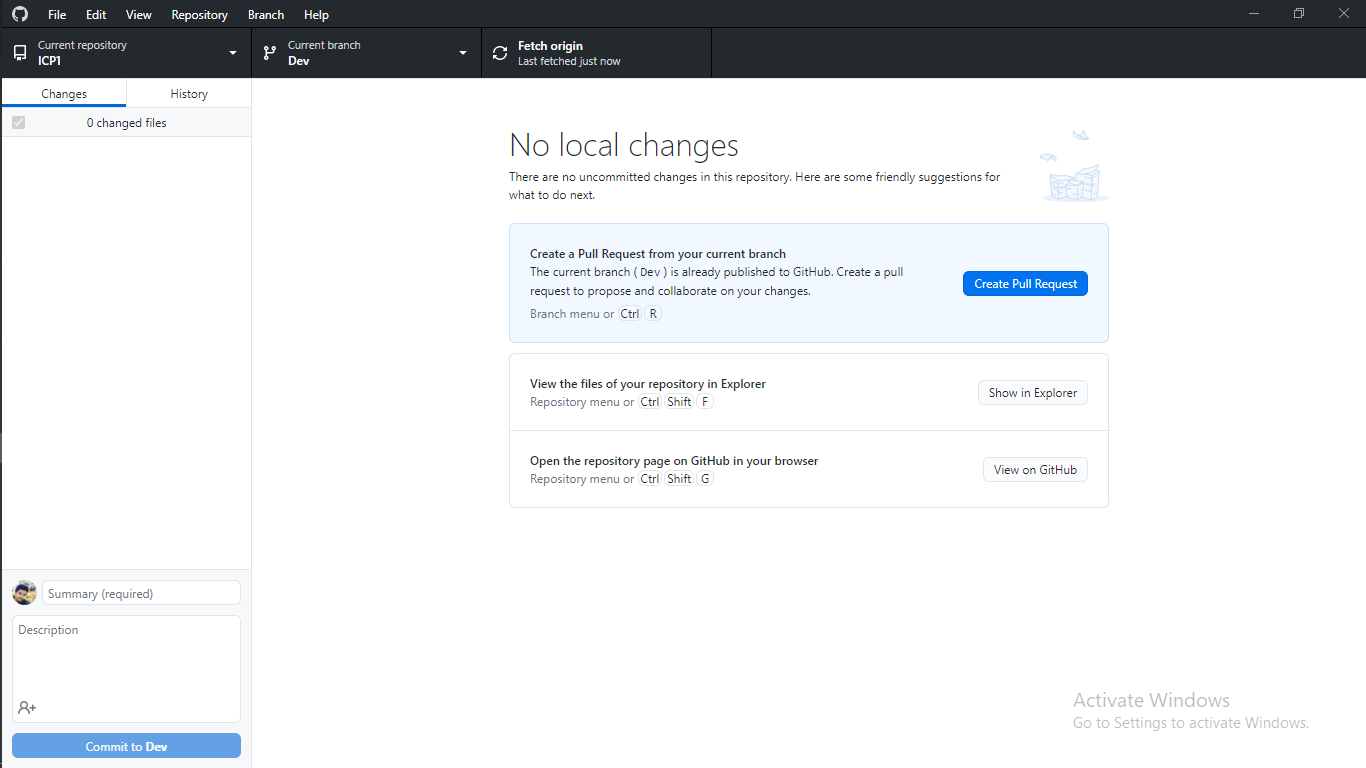 File Edit View Repository Branch Help
Current repository
ICP1
Current branch
Dev
Fetch origin
Last fetched just now
Changes History
0 changed files
No local changes
There are no uncommitted changes in this repository. Here are some friendly suggestions for
what to do next.
Create a Pull Request from your current branch
The current branch ( Dev ) is already published to GitHub. Create a pull
request to propose and collaborate on your changes.
Branch menu or Ctrl R
Create Pull Request
View the files of your repository in Explorer
Repository menu or Ctrl Shift F
Show in Explorer
Open the repository page on GitHub in your browser
Repository menu or Ctrl Shift G
View on GitHub
Summary (required)
Description
Commit to Dev
Activate Windows
Go to Settings to activate Windows.